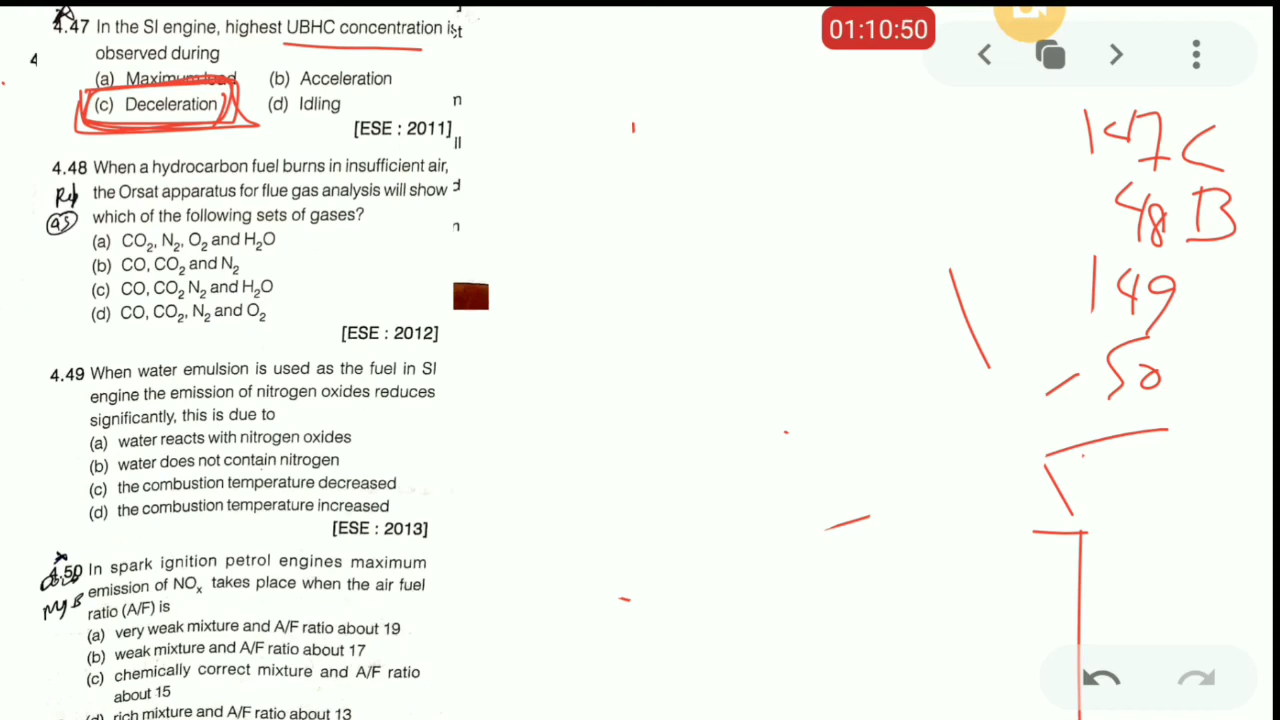 4.47 In the SI engine, highest UBHC concentration is
observed during
(a) Maximum load (b) Acceleration
(c) Deceleration (d) Idling
[ESE : 2011]
4.48 When a hydrocarbon fuel burns in insufficient air,
the Orsat apparatus for flue gas analysis will show
which of the following sets of gases?
(a) CO2, N2, O2 and H2O
(b) CO, CO2 and N2
(c) CO, CO2 N2 and H2O
(d) CO, CO2, N2 and O2
[ESE : 2012]
4.49 When water emulsion is used as the fuel in SI
engine the emission of nitrogen oxides reduces
significantly, this is due to
(a) water reacts with nitrogen oxides
(b) water does not contain nitrogen
(c) the combustion temperature decreased
(d) the combustion temperature increased
[ESE : 2013]
4.50 In spark ignition petrol engines maximum
emission of NOx takes place when the air fuel
ratio (A/F) is
(a) very weak mixture and A/F ratio about 19
(b) weak mixture and A/F ratio about 17
(c) chemically correct mixture and A/F ratio
about 15
(d) rich mixture and A/F ratio about 13
01:10:50
147 C
48 B
149
50